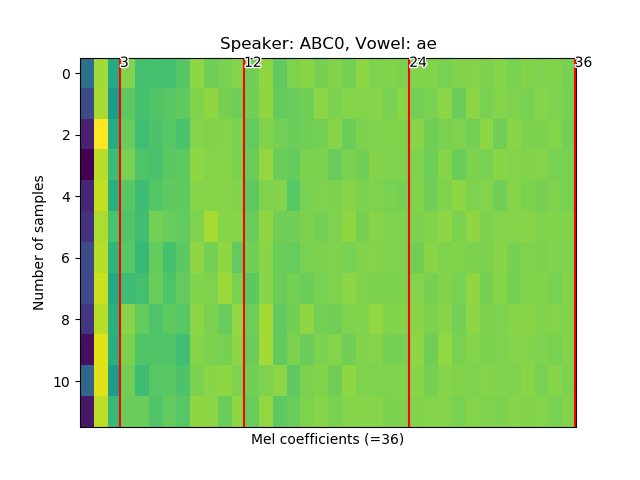 Speaker: ABC0, Vowel: ae
3 12 24 36
0
2
4
6
8
10
Number of samples
Mel coefficients (=36)